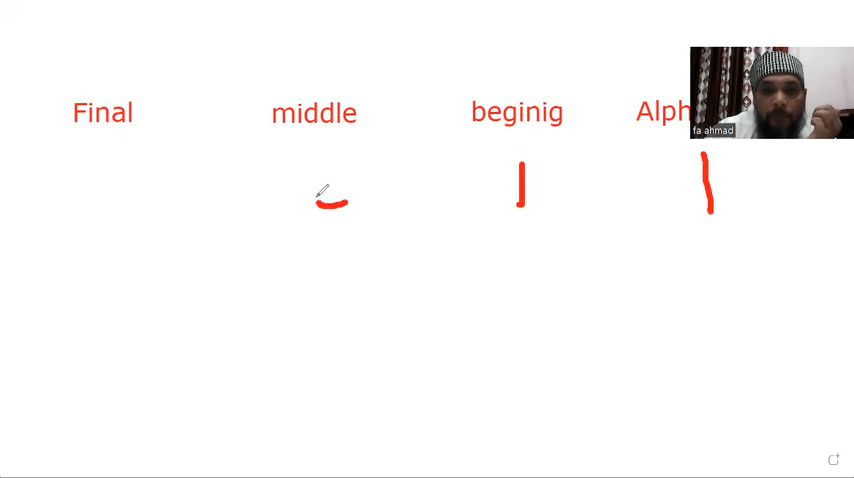 Final middle beginig Alph
fa ahmad
ا ا